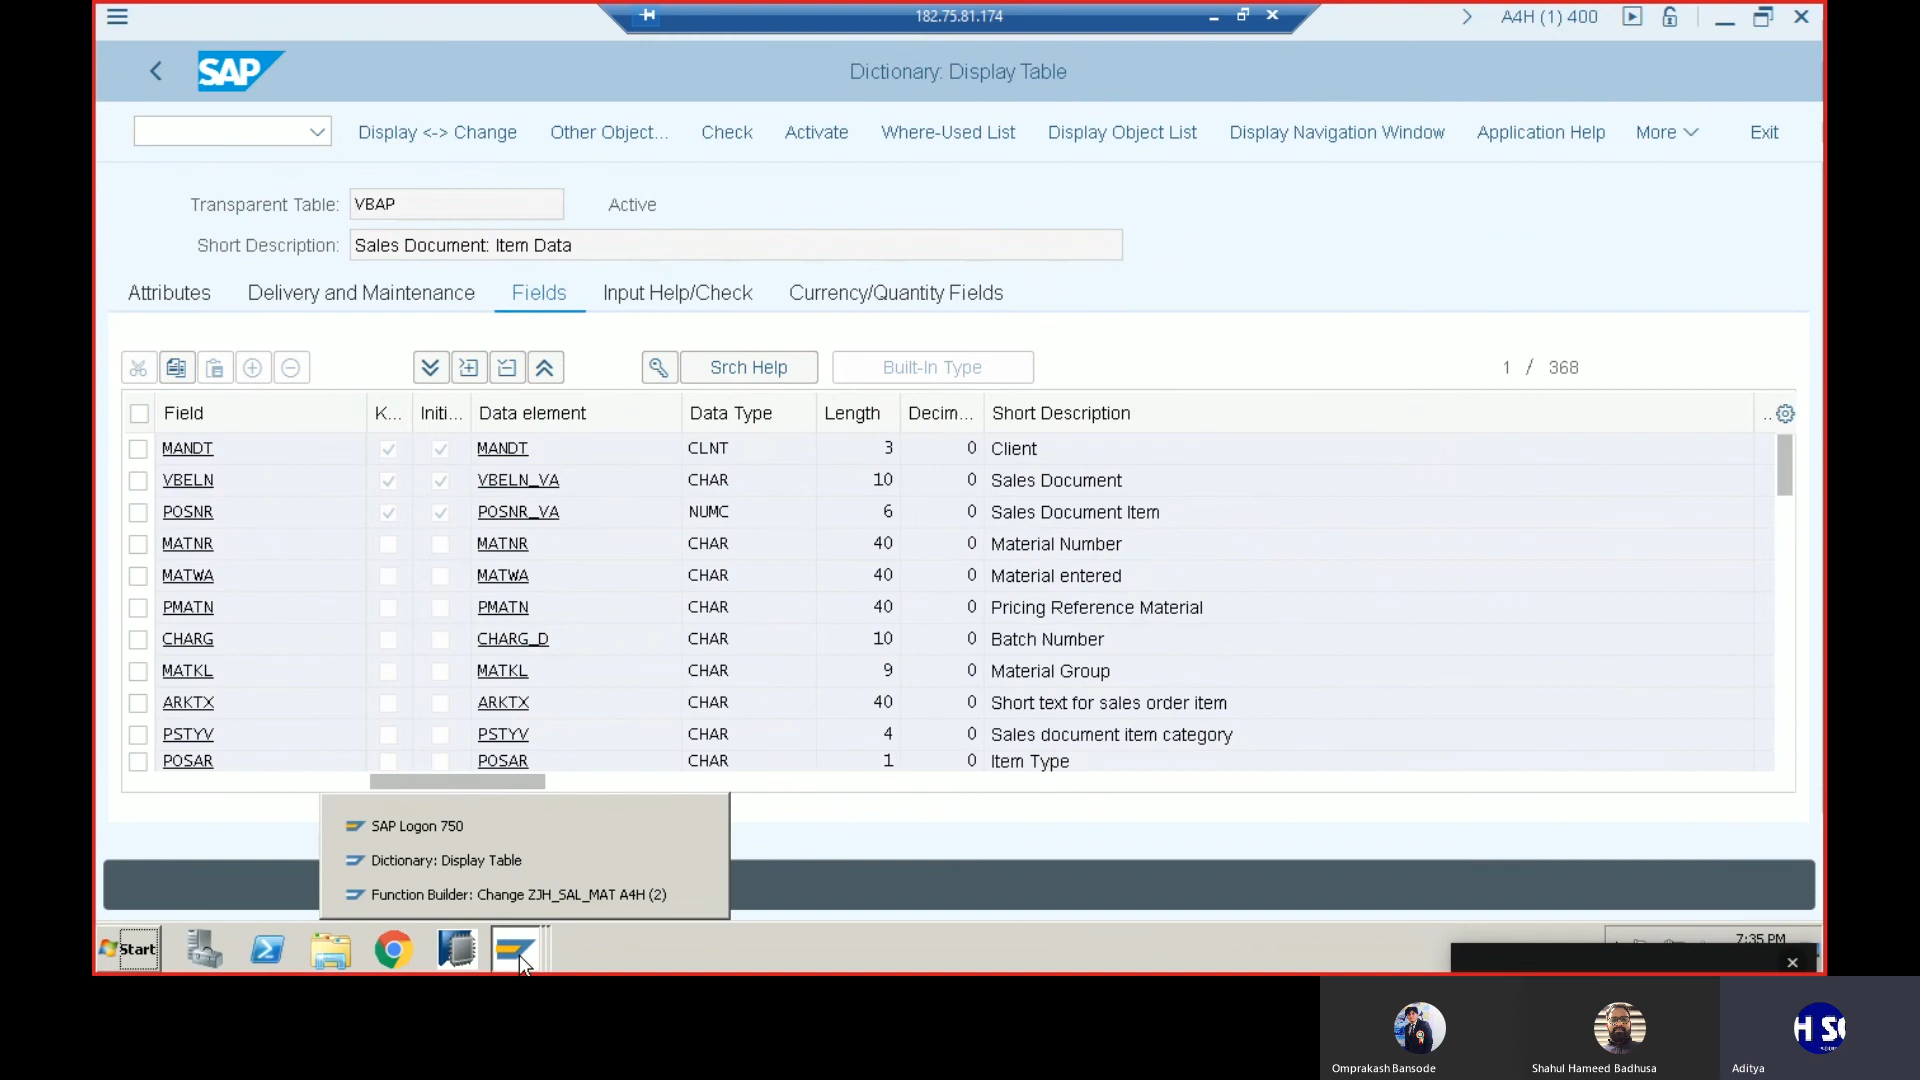 182.75.81.174
A4H (1) 400
SAP
Dictionary: Display Table
Display <-> Change Other Object... Check Activate Where-Used List Display Object List Display Navigation Window Application Help More Exit
Transparent Table: VBAP Active
Short Description: Sales Document: Item Data
Attributes Delivery and Maintenance Fields Input Help/Check Currency/Quantity Fields
Srch Help Built-In Type 1 / 368
Field K... Initi... Data element Data Type Length Decim... Short Description ..
MANDT MANDT CLNT 3 0 Client
VBELN VBELN_VA CHAR 10 0 Sales Document
POSNR POSNR_VA NUMC 6 0 Sales Document Item
MATNR MATNR CHAR 40 0 Material Number
MATWA MATWA CHAR 40 0 Material entered
PMATN PMATN CHAR 40 0 Pricing Reference Material
CHARG CHARG_D CHAR 10 0 Batch Number
MATKL MATKL CHAR 9 0 Material Group
ARKTX ARKTX CHAR 40 0 Short text for sales order item
PSTYV PSTYV CHAR 4 0 Sales document item category
POSAR POSAR CHAR 1 0 Item Type
SAP Logon 750
Dictionary: Display Table
Function Builder: Change ZJH_SAL_MAT A4H (2)
Start
7:35 PM
Omprakash Bansode Shahul Hameed Badhusa Aditya